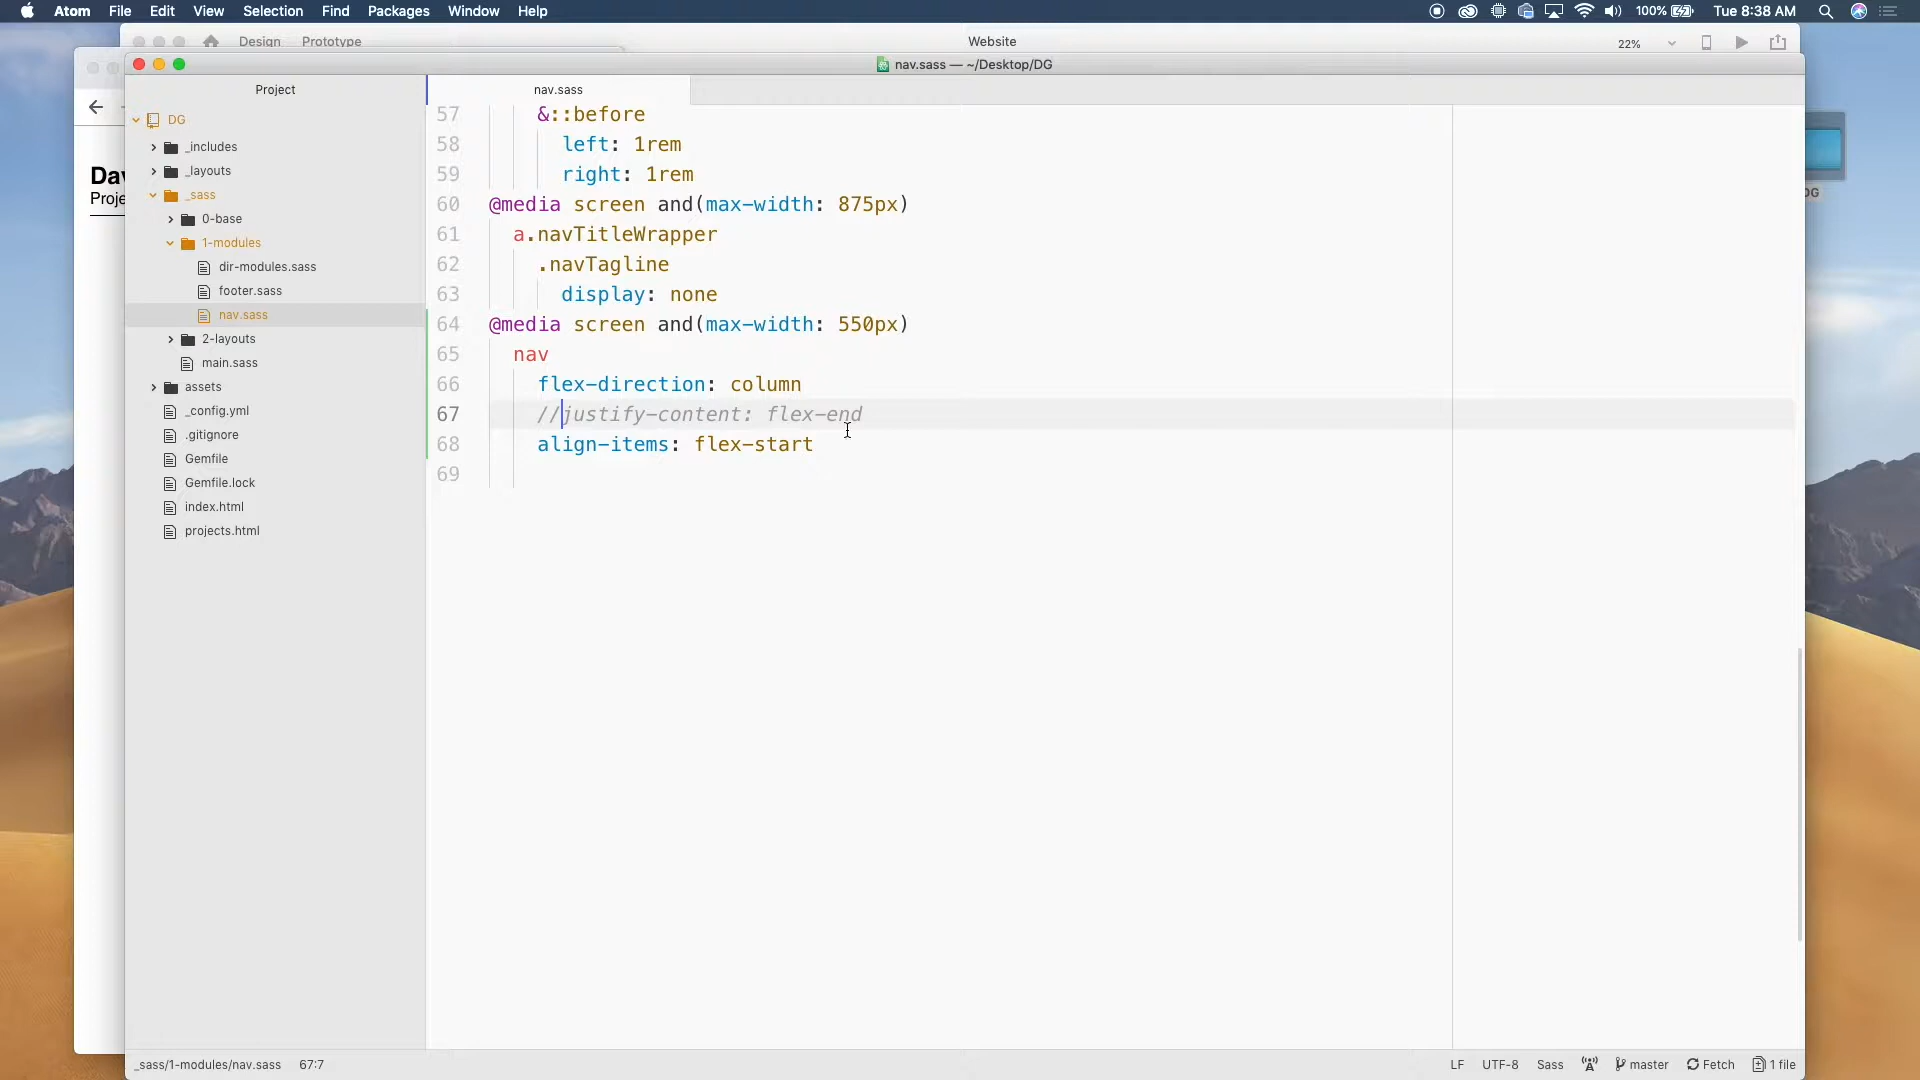 Atom File Edit View Selection Find Packages Window Help
100% Tue 8:38 AM
Design Prototype
Website
22%
nav.sass — ~/Desktop/DG
Project
nav.sass
DG
_includes
_layouts
_sass
0-base
1-modules
dir-modules.sass
footer.sass
nav.sass
2-layouts
main.sass
assets
_config.yml
.gitignore
Gemfile
Gemfile.lock
index.html
projects.html
57 &::before
58 left: 1rem
59 right: 1rem
60 @media screen and(max-width: 875px)
61 a.navTitleWrapper
62 .navTagline
63 display: none
64 @media screen and(max-width: 550px)
65 nav
66 flex-direction: column
67 //justify-content: flex-end
68 align-items: flex-start
69
_sass/1-modules/nav.sass 67:7
LF UTF-8 Sass master Fetch 1 file